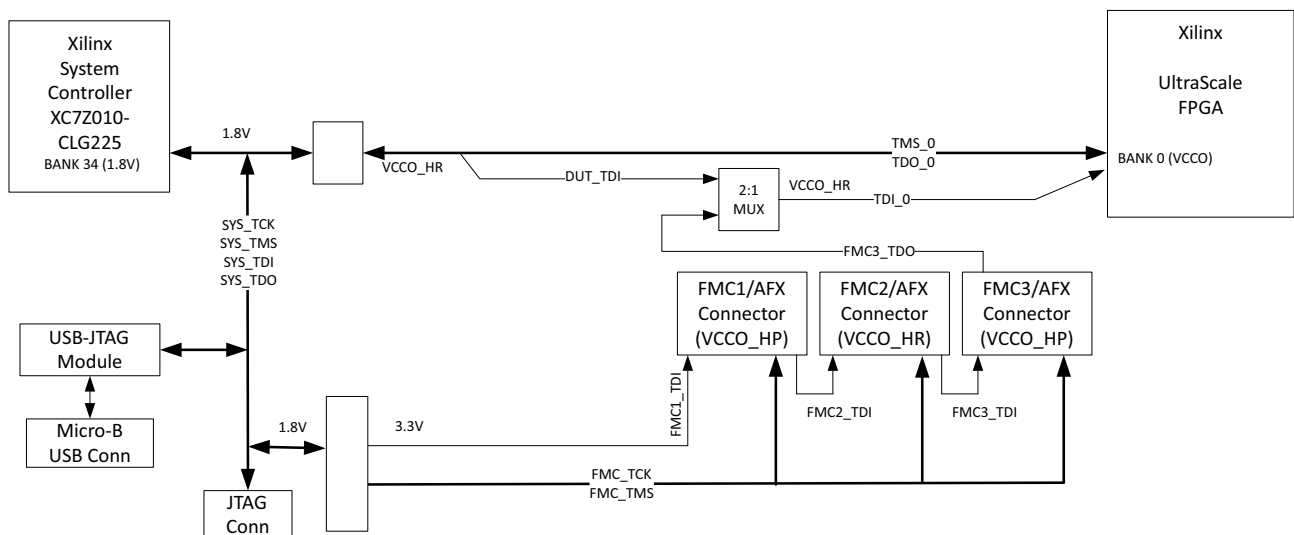 Xilinx
System
Controller
XC7Z010-
CLG225
BANK 34 (1.8V)
1.8V
VCCO_HR
TMS_0
TDO_0
Xilinx
UltraScale
FPGA
BANK 0 (VCCO)
DUT_TDI
2:1
MUX
VCCO_HR
TDI_0
SYS_TCK
SYS_TMS
SYS_TDI
SYS_TDO
FMC3_TDO
FMC1/AFX
Connector
(VCCO_HP)
FMC2/AFX
Connector
(VCCO_HR)
FMC3/AFX
Connector
(VCCO_HP)
USB-JTAG
Module
Micro-B
USB Conn
1.8V
3.3V
FMC1_TDI
FMC2_TDI
FMC3_TDI
FMC_TCK
FMC_TMS
JTAG
Conn